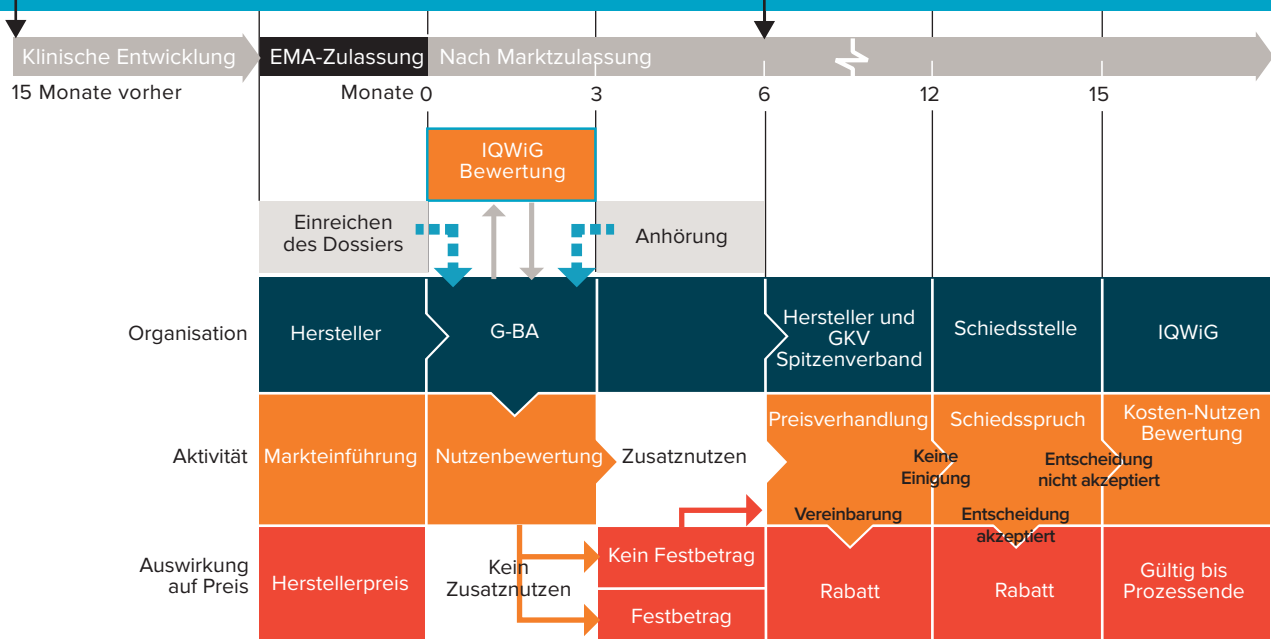 Klinische Entwicklung
EMA-Zulassung
Nach Marktzulassung
15 Monate vorher
Monate 0
3
6
12
15
IQWiG
Bewertung
Einreichen
des Dossiers
Anhörung
Organisation
Hersteller
G-BA
Hersteller und
GKV
Spitzenverband
Schiedsstelle
IQWiG
Aktivität
Markteinführung
Nutzenbewertung
Zusatznutzen
Preisverhandlung
Keine
Einigung
Vereinbarung
Schiedsspruch
Entscheidung
nicht akzeptiert
Entscheidung
akzeptiert
Kosten-Nutzen
Bewertung
Auswirkung
auf Preis
Herstellerpreis
Kein
Zusatznutzen
Kein Festbetrag
Festbetrag
Rabatt
Rabatt
Gültig bis
Prozessende